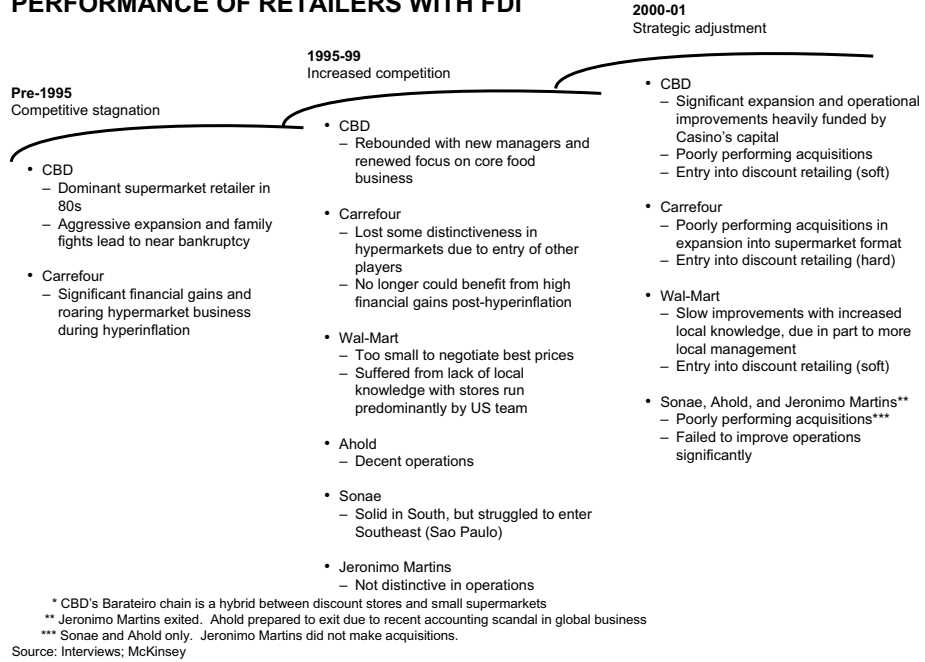 PERFORMANCE OF RETAILERS WITH FDI
Pre-1995
Competitive stagnation
• CBD
– Dominant supermarket retailer in
80s
– Aggressive expansion and family
fights lead to near bankruptcy
• Carrefour
– Significant financial gains and
roaring hypermarket business
during hyperinflation
1995-99
Increased competition
• CBD
– Rebounded with new managers and
renewed focus on core food
business
• Carrefour
– Lost some distinctiveness in
hypermarkets due to entry of other
players
– No longer could benefit from high
financial gains post-hyperinflation
• Wal-Mart
– Too small to negotiate best prices
– Suffered from lack of local
knowledge with stores run
predominantly by US team
• Ahold
– Decent operations
• Sonae
– Solid in South, but struggled to enter
Southeast (Sao Paulo)
• Jeronimo Martins
– Not distinctive in operations
2000-01
Strategic adjustment
• CBD
– Significant expansion and operational
improvements heavily funded by
Casino's capital
– Poorly performing acquisitions
– Entry into discount retailing (soft)
• Carrefour
– Poorly performing acquisitions in
expansion into supermarket format
– Entry into discount retailing (hard)
• Wal-Mart
– Slow improvements with increased
local knowledge, due in part to more
local management
– Entry into discount retailing (soft)
• Sonae, Ahold, and Jeronimo Martins**
– Poorly performing acquisitions***
– Failed to improve operations
significantly
* CBD's Barateiro chain is a hybrid between discount stores and small supermarkets
** Jeronimo Martins exited. Ahold prepared to exit due to recent accounting scandal in global business
*** Sonae and Ahold only. Jeronimo Martins did not make acquisitions.
Source: Interviews; McKinsey